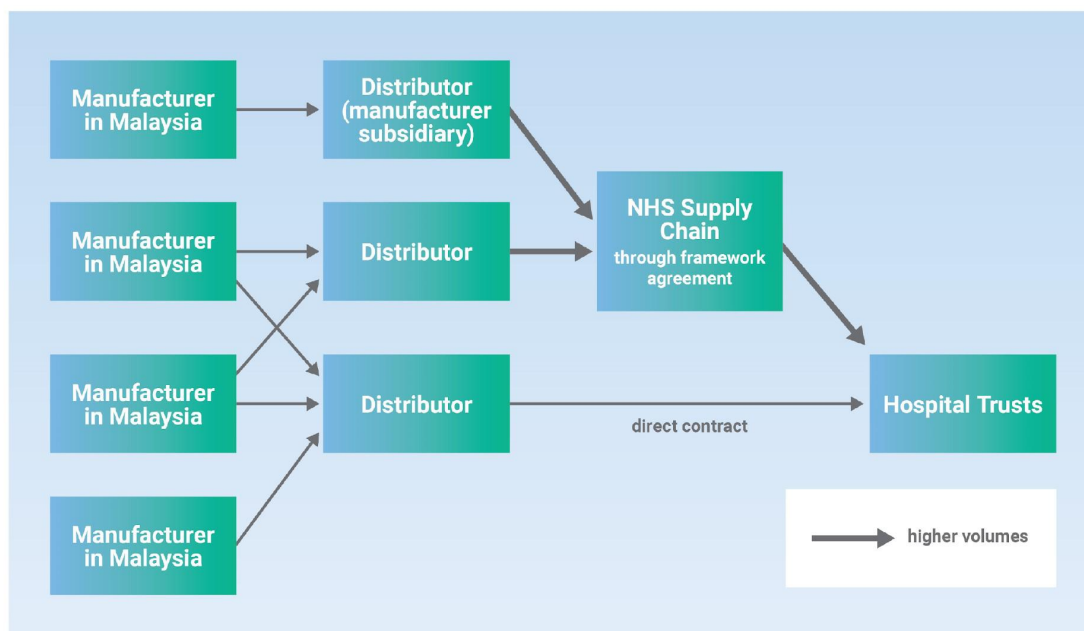 Manufacturer
in Malaysia
Distributor
(manufacturer
subsidiary)
NHS Supply
Chain
through framework
agreement
Manufacturer
in Malaysia
Distributor
Manufacturer
in Malaysia
Distributor
direct contract
Hospital Trusts
Manufacturer
in Malaysia
higher volumes